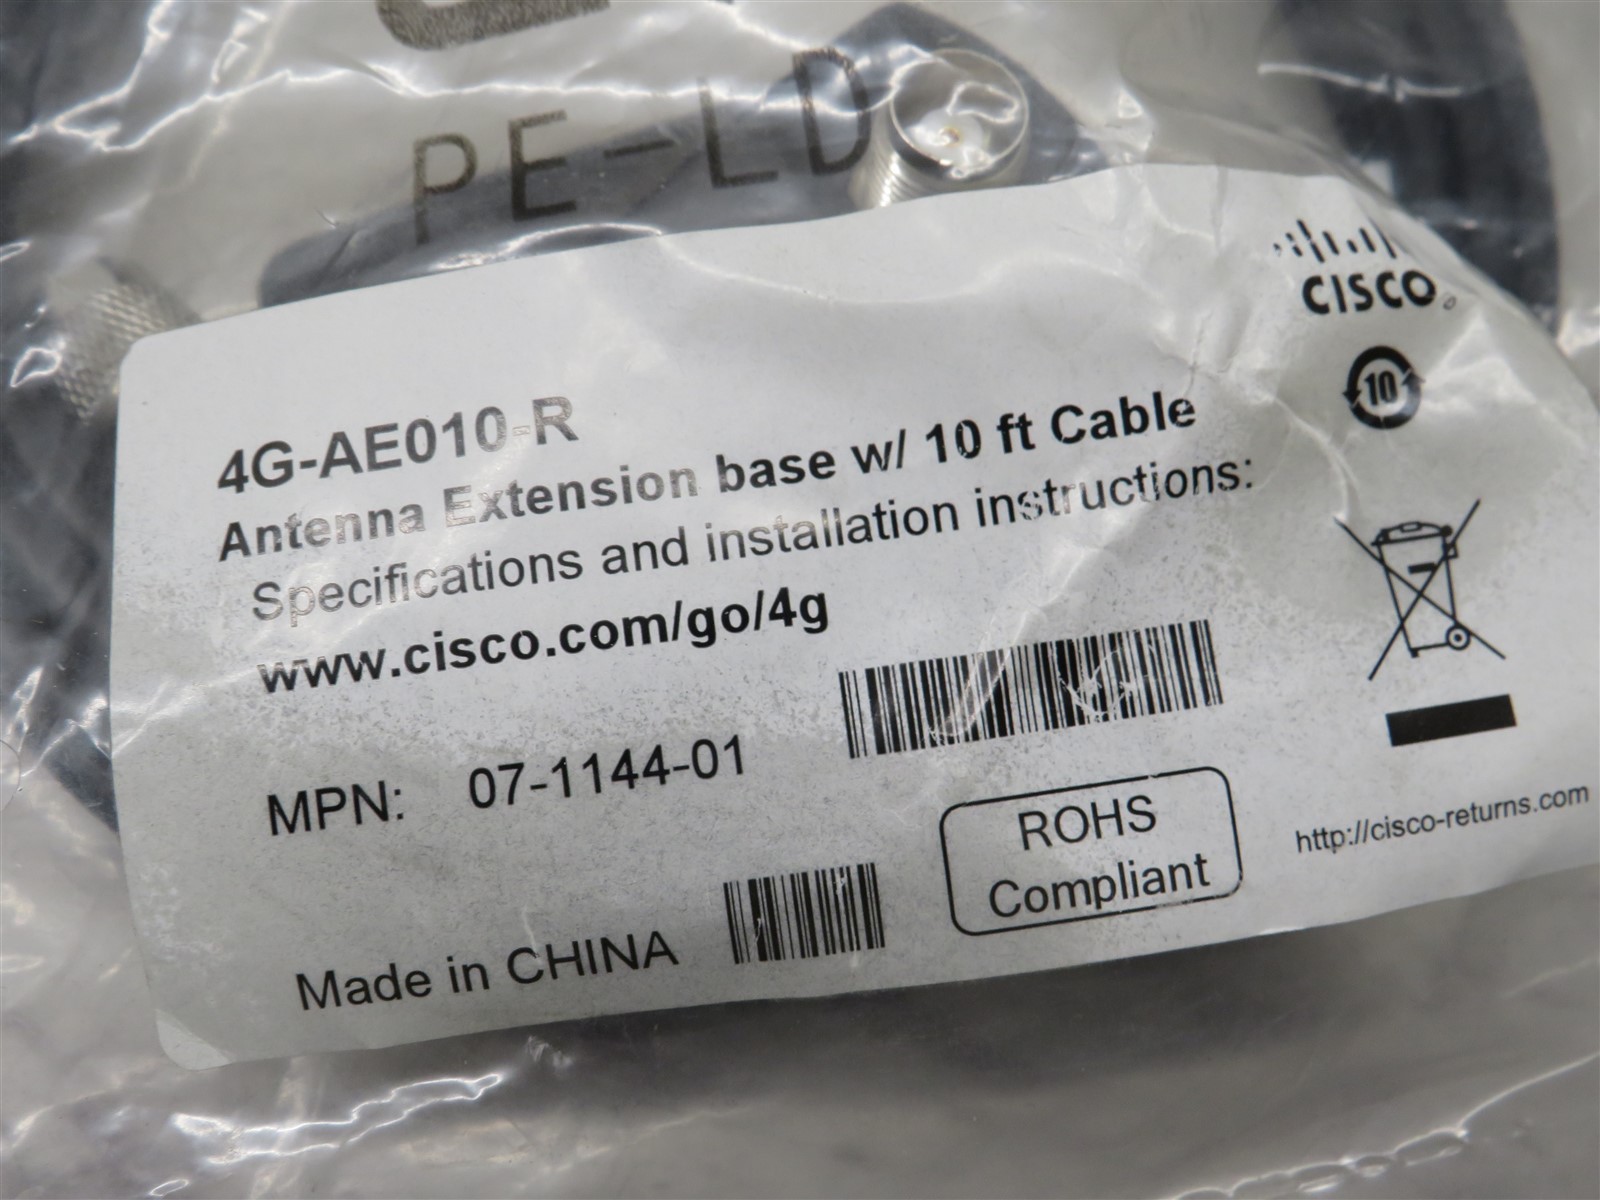 PE-LD
CISCO
10
4G-AE010-R
Antenna Extension base w/ 10 ft Cable
Specifications and installation instructions:
www.cisco.com/go/4g
MPN: 07-1144-01
ROHS
Compliant
http://cisco-returns.com
Made in CHINA